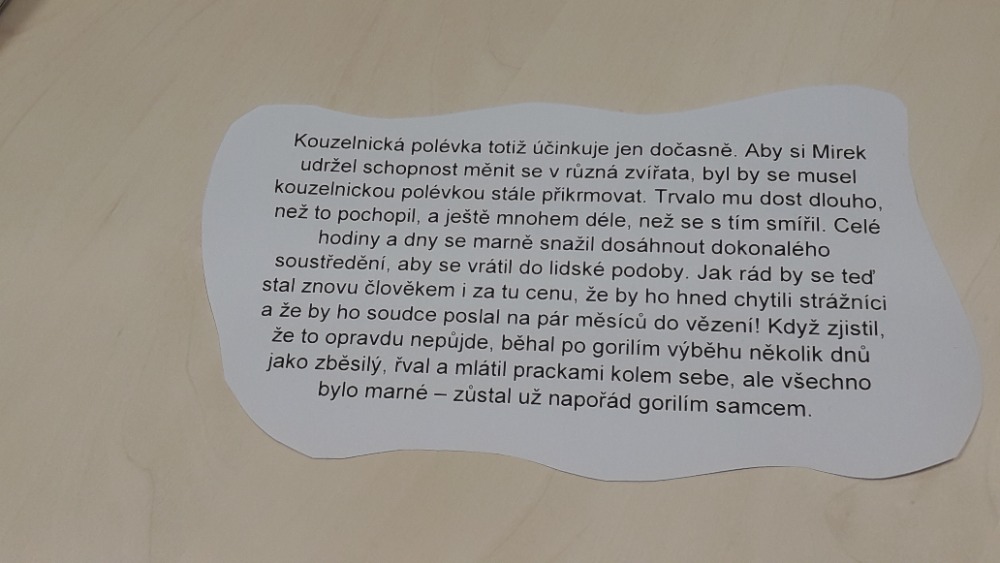 Kouzelnická polévka totiž účinkuje jen dočasně. Aby si Mirek
udržel schopnost měnit se v různá zvířata, byl by se musel
kouzelnickou polévkou stále přikrmovat. Trvalo mu dost dlouho,
než to pochopil, a ještě mnohem déle, než se s tím smířil. Celé
hodiny a dny se marně snažil dosáhnout dokonalého
soustředění, aby se vrátil do lidské podoby. Jak rád by se teď
stal znovu člověkem i za tu cenu, že by ho hned chytili strážníci
a že by ho soudce poslal na pár měsíců do vězení! Když zjistil,
že to opravdu nepůjde, běhal po gorilím výběhu několik dnů
jako zběsilý, řval a mlátil prackami kolem sebe, ale všechno
bylo marné – zůstal už napořád gorilím samcem.